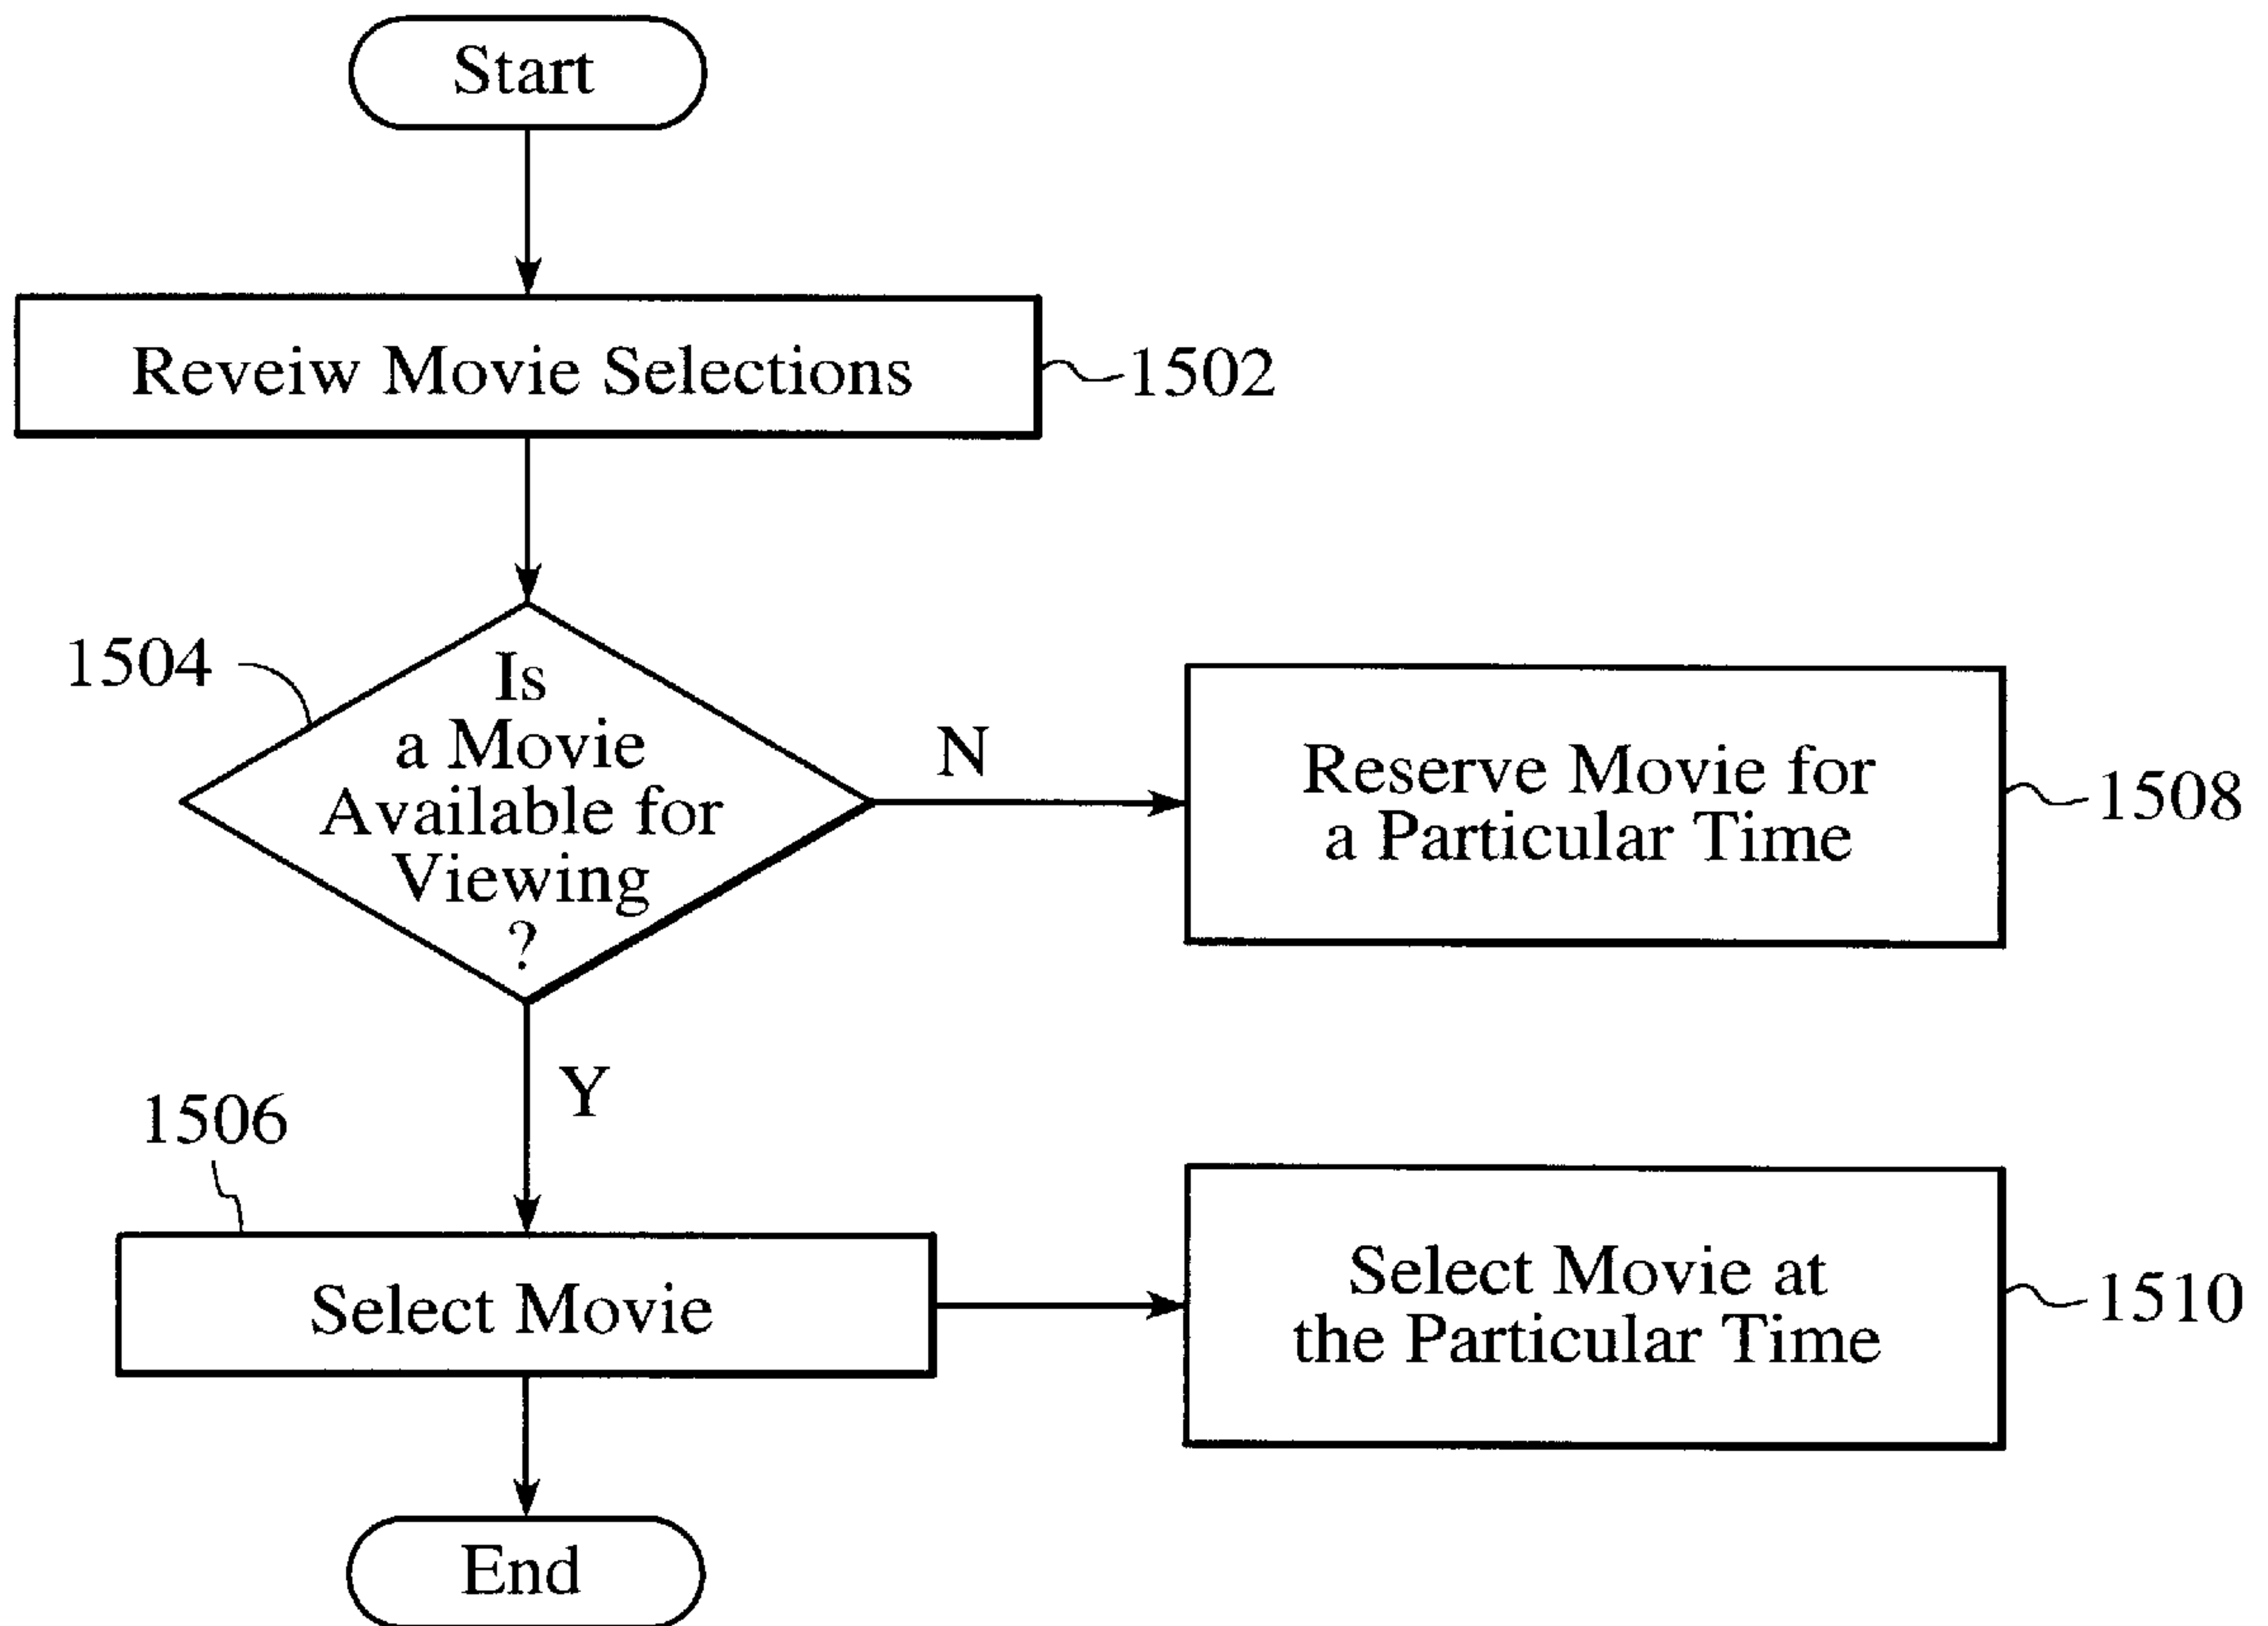 Start
Reveiw Movie Selections
1502
1504
Is
a Movie
Available for
Viewing
?
N
Reserve Movie for
a Particular Time
1508
Y
1506
Select Movie
Select Movie at
the Particular Time
1510
End